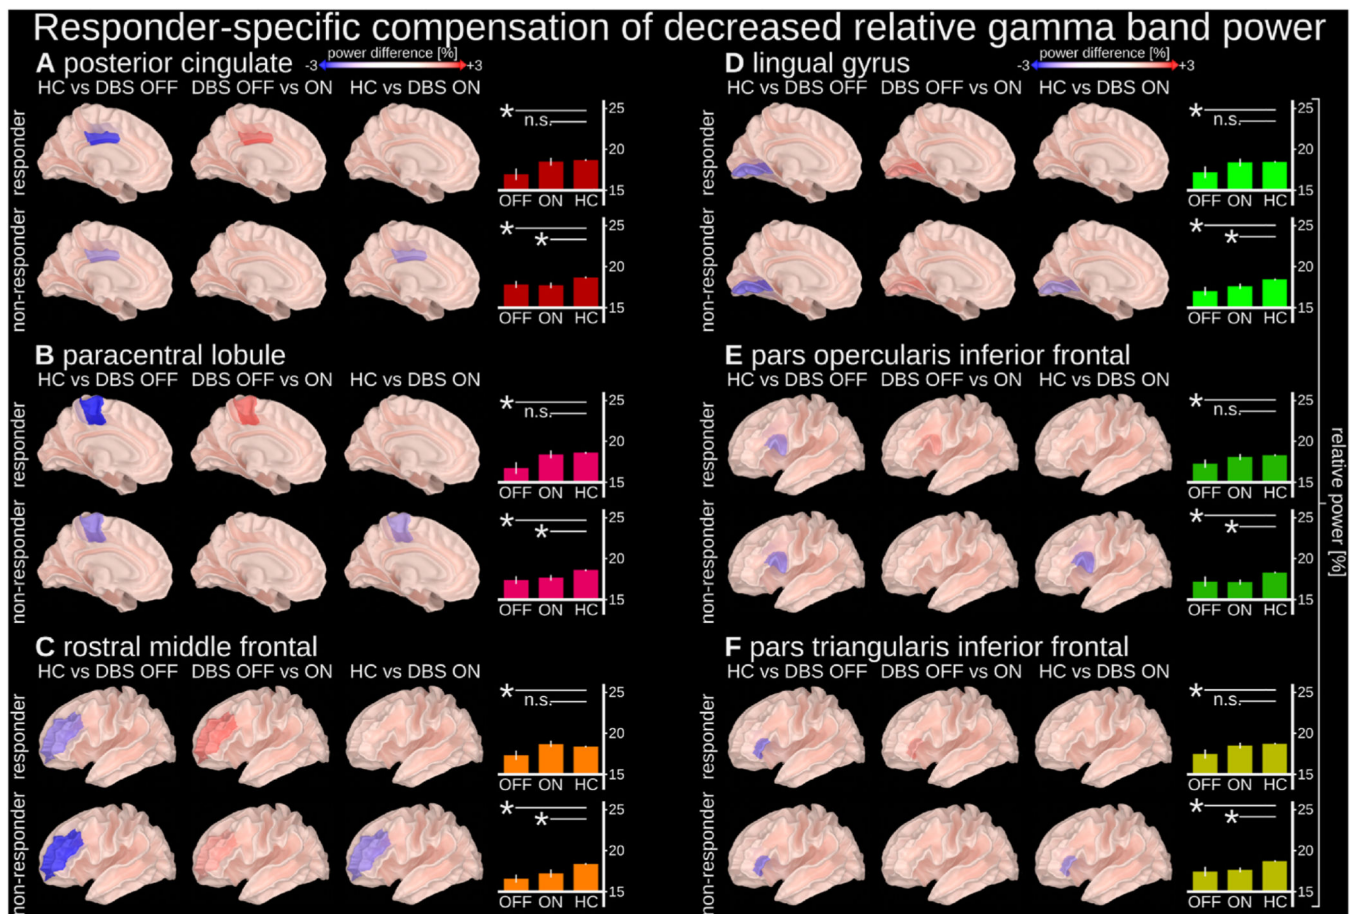 Responder-specific compensation of decreased relative gamma band power
A posterior cingulate
power difference [%]
-3 +3
HC vs DBS OFF DBS OFF vs ON HC vs DBS ON
responder
* n.s.
25
20
15
OFF ON HC
non-responder
* *
25
20
15
OFF ON HC
B paracentral lobule
HC vs DBS OFF DBS OFF vs ON HC vs DBS ON
responder
* n.s.
25
20
15
OFF ON HC
non-responder
* *
25
20
15
OFF ON HC
C rostral middle frontal
HC vs DBS OFF DBS OFF vs ON HC vs DBS ON
responder
* n.s.
25
20
15
OFF ON HC
non-responder
* *
25
20
15
OFF ON HC
D lingual gyrus
power difference [%]
-3 +3
HC vs DBS OFF DBS OFF vs ON HC vs DBS ON
responder
* n.s.
25
20
15
OFF ON HC
non-responder
* *
25
20
15
OFF ON HC
E pars opercularis inferior frontal
HC vs DBS OFF DBS OFF vs ON HC vs DBS ON
responder
* n.s.
25
20
15
OFF ON HC
non-responder
* *
25
20
15
OFF ON HC
F pars triangularis inferior frontal
HC vs DBS OFF DBS OFF vs ON HC vs DBS ON
responder
* n.s.
25
20
15
OFF ON HC
non-responder
* *
25
20
15
OFF ON HC
relative power [%]